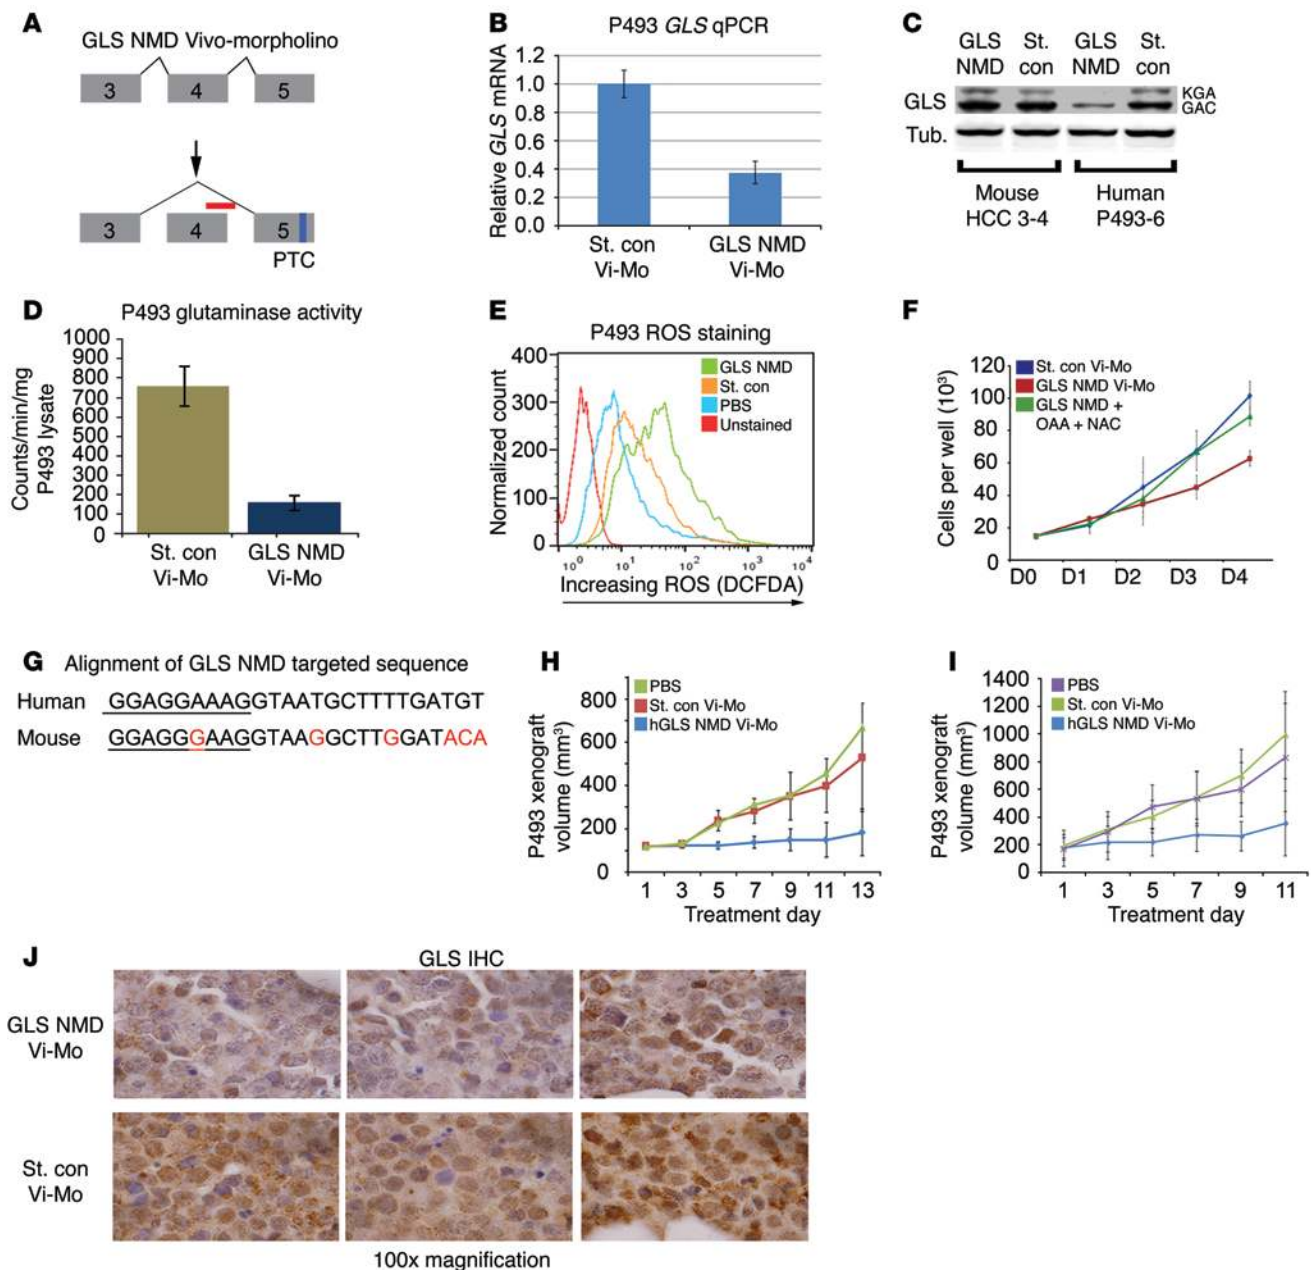 A
GLS NMD Vivo-morpholino
3 4 5
3 4 5
PTC
B
P493 GLS qPCR
Relative GLS mRNA
1.2
1.0
0.8
0.6
0.4
0.2
0.0
St. con Vi-Mo
GLS NMD Vi-Mo
C
GLS NMD
St. con
GLS NMD
St. con
GLS
KGA
GAC
Tub.
Mouse HCC 3-4
Human P493-6
D
P493 glutaminase activity
Counts/min/mg P493 lysate
1000
900
800
700
600
500
400
300
200
100
0
St. con Vi-Mo
GLS NMD Vi-Mo
E
P493 ROS staining
Normalized count
400
300
200
100
0
GLS NMD
St. con
PBS
Unstained
10⁰ 10¹ 10² 10³ 10⁴
Increasing ROS (DCFDA)
F
Cells per well (10³)
120
100
80
60
40
20
0
St. con Vi-Mo
GLS NMD Vi-Mo
GLS NMD + OAA + NAC
D0 D1 D2 D3 D4
G
Alignment of GLS NMD targeted sequence
Human GGAGGAAAGGTAATGCTTTTGATGT
Mouse GGAGGGAAGGTAAGGCTTGGATACA
H
P493 xenograft volume (mm³)
800
600
400
200
0
PBS
St. con Vi-Mo
hGLS NMD Vi-Mo
1 3 5 7 9 11 13
Treatment day
I
P493 xenograft volume (mm³)
1400
1200
1000
800
600
400
200
0
PBS
St. con Vi-Mo
hGLS NMD Vi-Mo
1 3 5 7 9 11
Treatment day
J
GLS IHC
GLS NMD Vi-Mo
St. con Vi-Mo
100x magnification